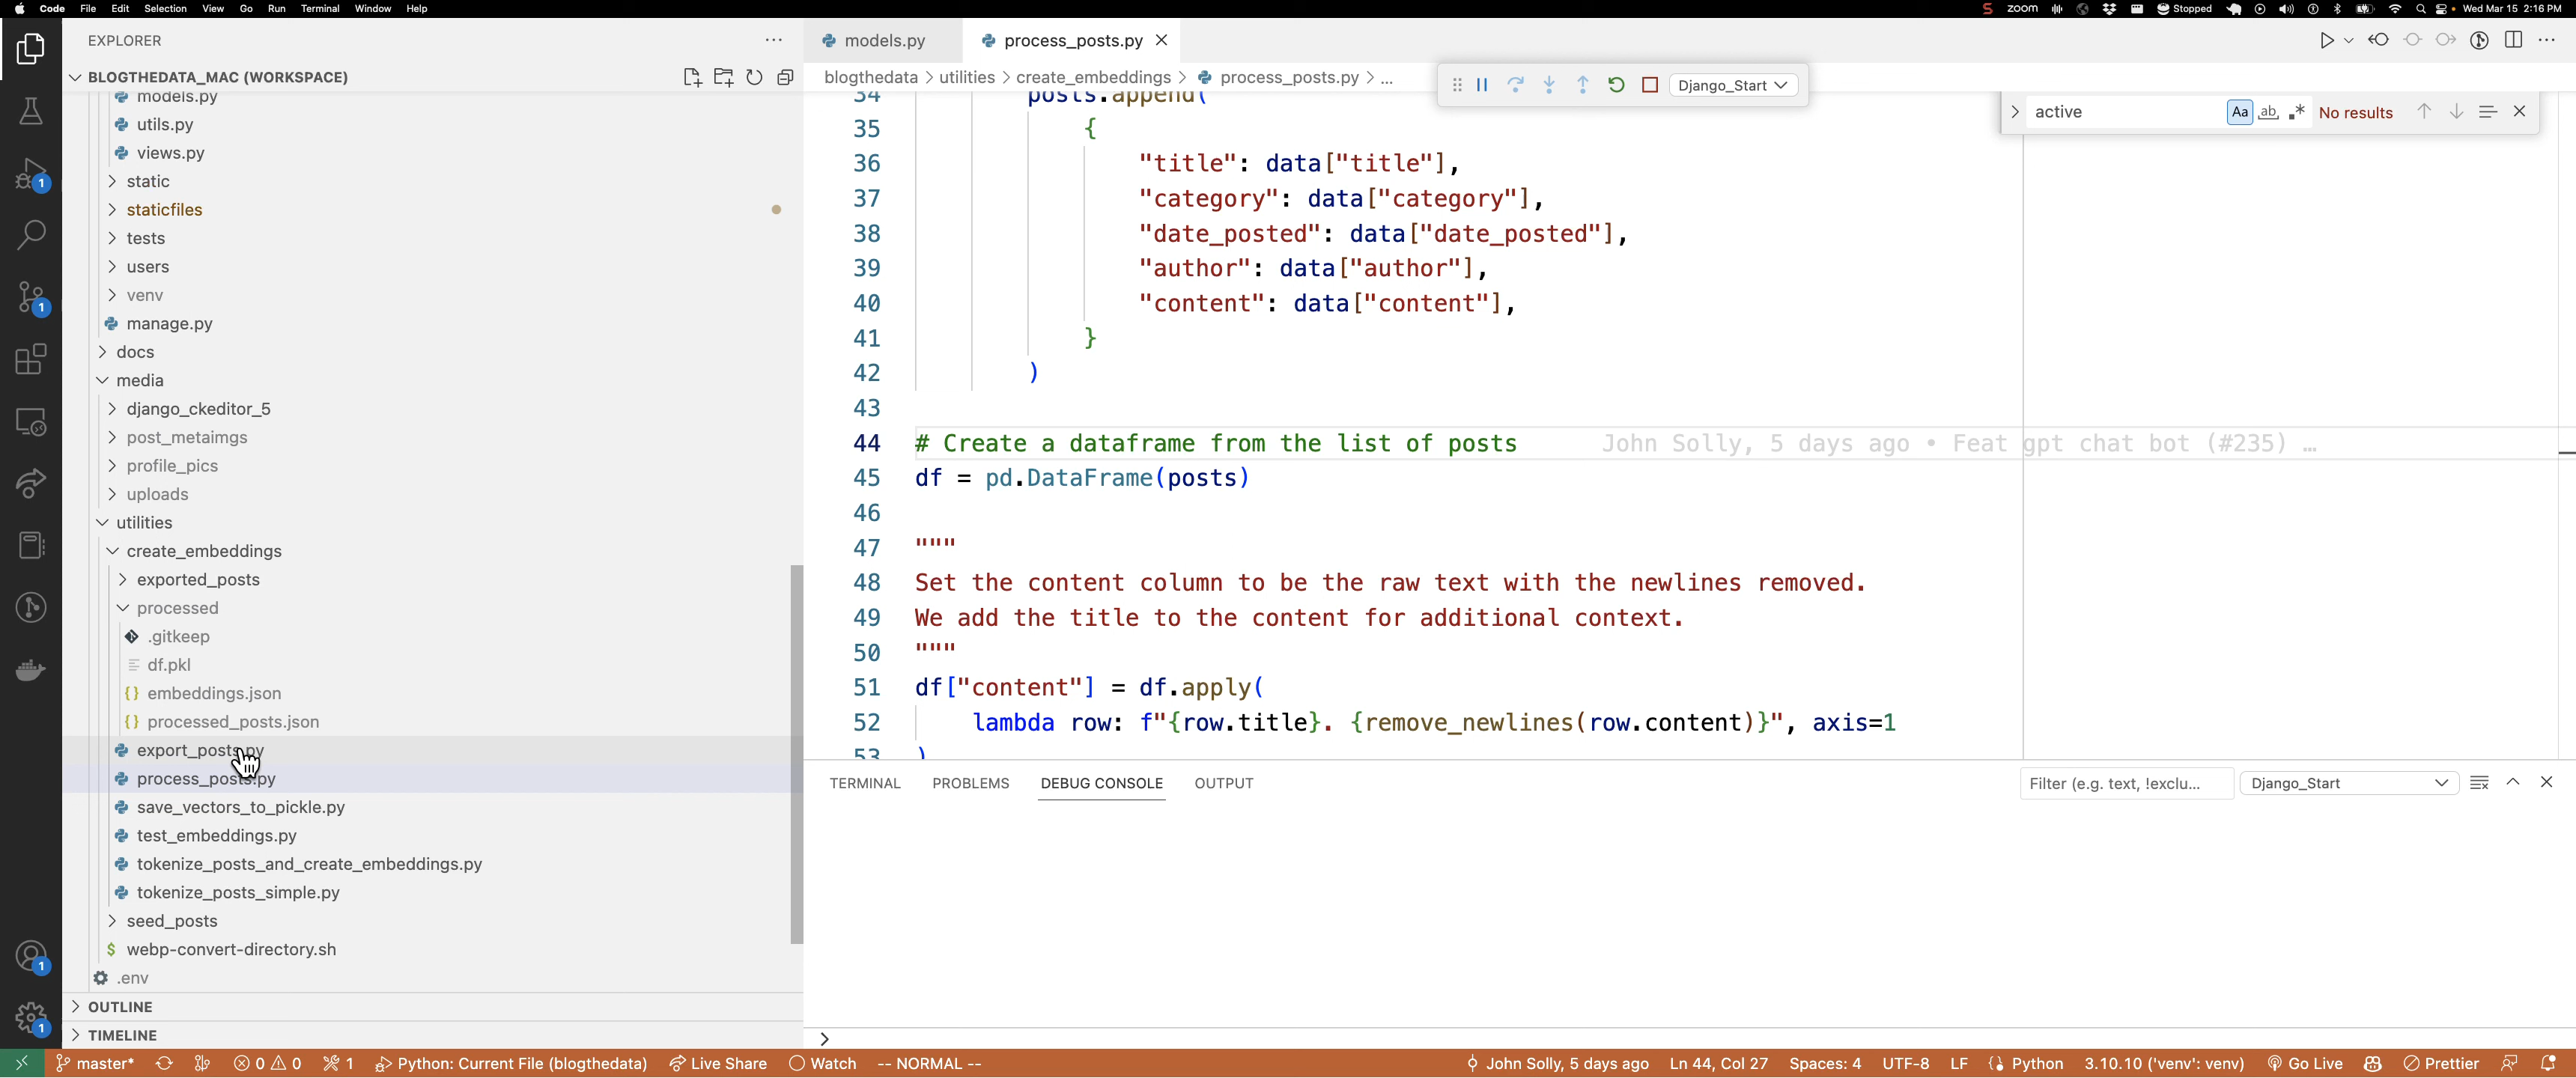 Code File Edit Selection View Go Run Terminal Window Help
zoom Stopped Wed Mar 15 2:16 PM
EXPLORER
BLOGTHEDATA_MAC (WORKSPACE)
models.py
utils.py
views.py
static
staticfiles
tests
users
venv
manage.py
docs
media
django_ckeditor_5
post_metaimgs
profile_pics
uploads
utilities
create_embeddings
exported_posts
processed
.gitkeep
df.pkl
embeddings.json
processed_posts.json
export_posts.py
process_posts.py
save_vectors_to_pickle.py
test_embeddings.py
tokenize_posts_and_create_embeddings.py
tokenize_posts_simple.py
seed_posts
$ webp-convert-directory.sh
.env
OUTLINE
TIMELINE
models.py process_posts.py
blogthedata > utilities > create_embeddings > process_posts.py > ...
Django_Start
active Aa ab No results
34 posts.append(
35 {
36 "title": data["title"],
37 "category": data["category"],
38 "date_posted": data["date_posted"],
39 "author": data["author"],
40 "content": data["content"],
41 }
42 )
43
44 # Create a dataframe from the list of posts John Solly, 5 days ago • Feat gpt chat bot (#235) …
45 df = pd.DataFrame(posts)
46
47 """
48 Set the content column to be the raw text with the newlines removed.
49 We add the title to the content for additional context.
50 """
51 df["content"] = df.apply(
52 lambda row: f"{row.title}. {remove_newlines(row.content)}", axis=1
53 )
TERMINAL PROBLEMS DEBUG CONSOLE OUTPUT
Filter (e.g. text, !exclu... Django_Start
master* 0 0 1 Python: Current File (blogthedata) Live Share Watch -- NORMAL --
John Solly, 5 days ago Ln 44, Col 27 Spaces: 4 UTF-8 LF Python 3.10.10 ('venv': venv) Go Live Prettier